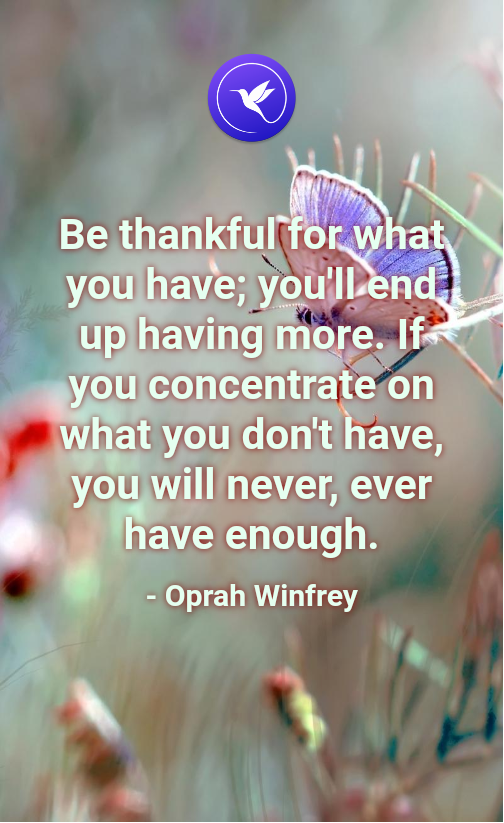 Be thankful for what
you have; you'll end
up having more. If
you concentrate on
what you don't have,
you will never, ever
have enough.
- Oprah Winfrey